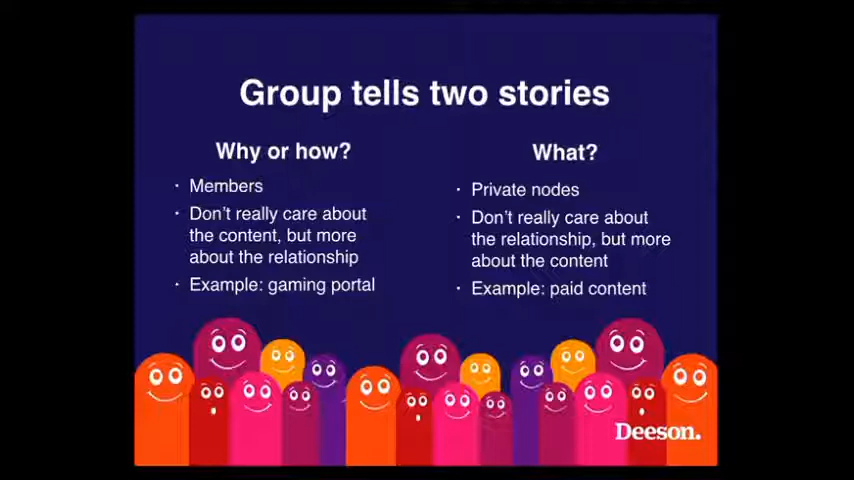 Group tells two stories
Why or how?
· Members
· Don't really care about
the content, but more
about the relationship
· Example: gaming portal
What?
· Private nodes
· Don't really care about
the relationship, but more
about the content
· Example: paid content
Deeson.